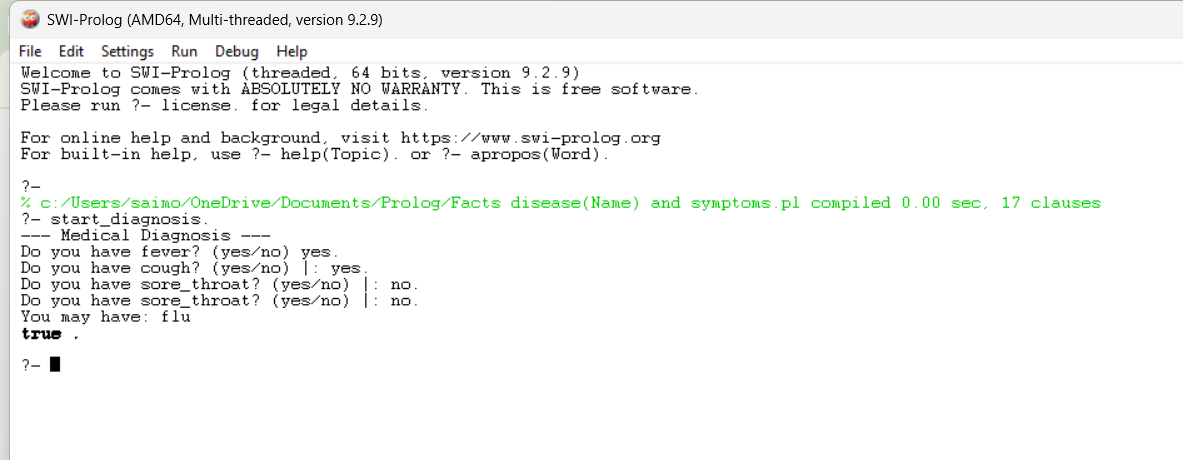 SWI-Prolog (AMD64, Multi-threaded, version 9.2.9)
File Edit Settings Run Debug Help
Welcome to SWI-Prolog (threaded, 64 bits, version 9.2.9)
SWI-Prolog comes with ABSOLUTELY NO WARRANTY. This is free software.
Please run ?- license. for legal details.
For online help and background, visit https://www.swi-prolog.org
For built-in help, use ?- help(Topic). or ?- apropos(Word).
?-
% c:/Users/saimo/OneDrive/Documents/Prolog/Facts disease(Name) and symptoms.pl compiled 0.00 sec, 17 clauses
?- start_diagnosis.
--- Medical Diagnosis ---
Do you have fever? (yes/no) yes.
Do you have cough? (yes/no) |: yes.
Do you have sore_throat? (yes/no) |: no.
Do you have sore_throat? (yes/no) |: no.
You may have: flu
true .
?-